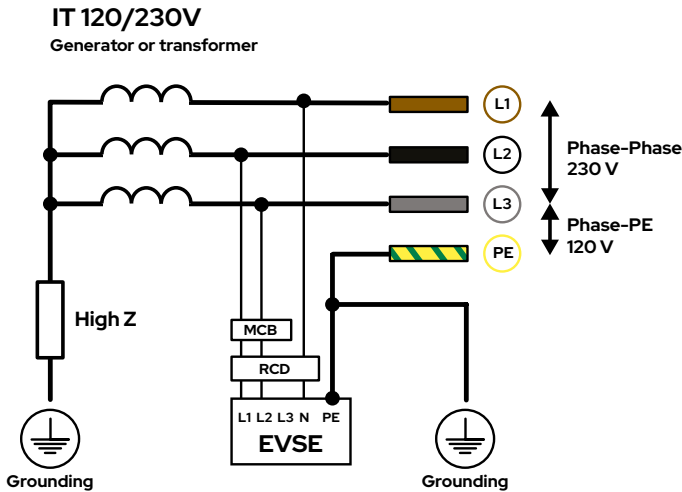 IT 120/230V
Generator or transformer
L1
L2
Phase-Phase
230 V
L3
Phase-PE
120 V
PE
High Z
MCB
RCD
L1 L2 L3 N PE
EVSE
Grounding
Grounding